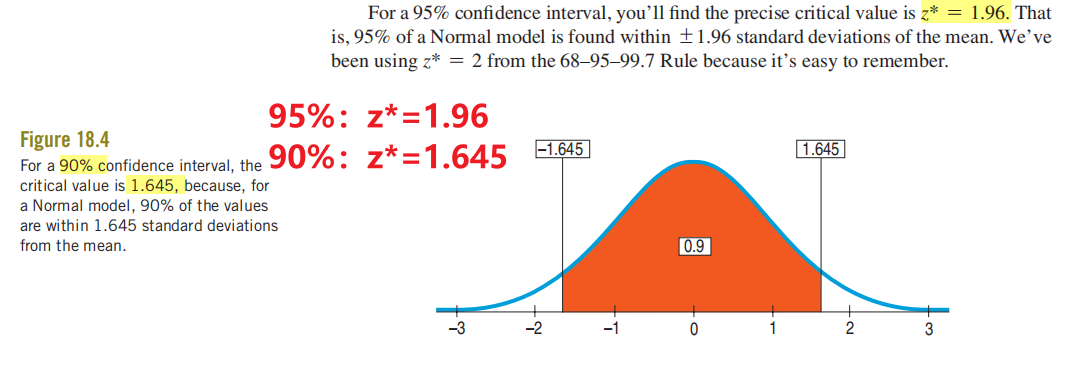 For a 95% confidence interval, you’ll find the precise critical value is z* = 1.96. That
is, 95% of a Normal model is found within ±1.96 standard deviations of the mean. We’ve
been using z* = 2 from the 68–95–99.7 Rule because it’s easy to remember.
95%: z*=1.96
90%: z*=1.645
Figure 18.4
For a 90% confidence interval, the
critical value is 1.645, because, for
a Normal model, 90% of the values
are within 1.645 standard deviations
from the mean.
–1.645
1.645
0.9
–3 –2 –1 0 1 2 3